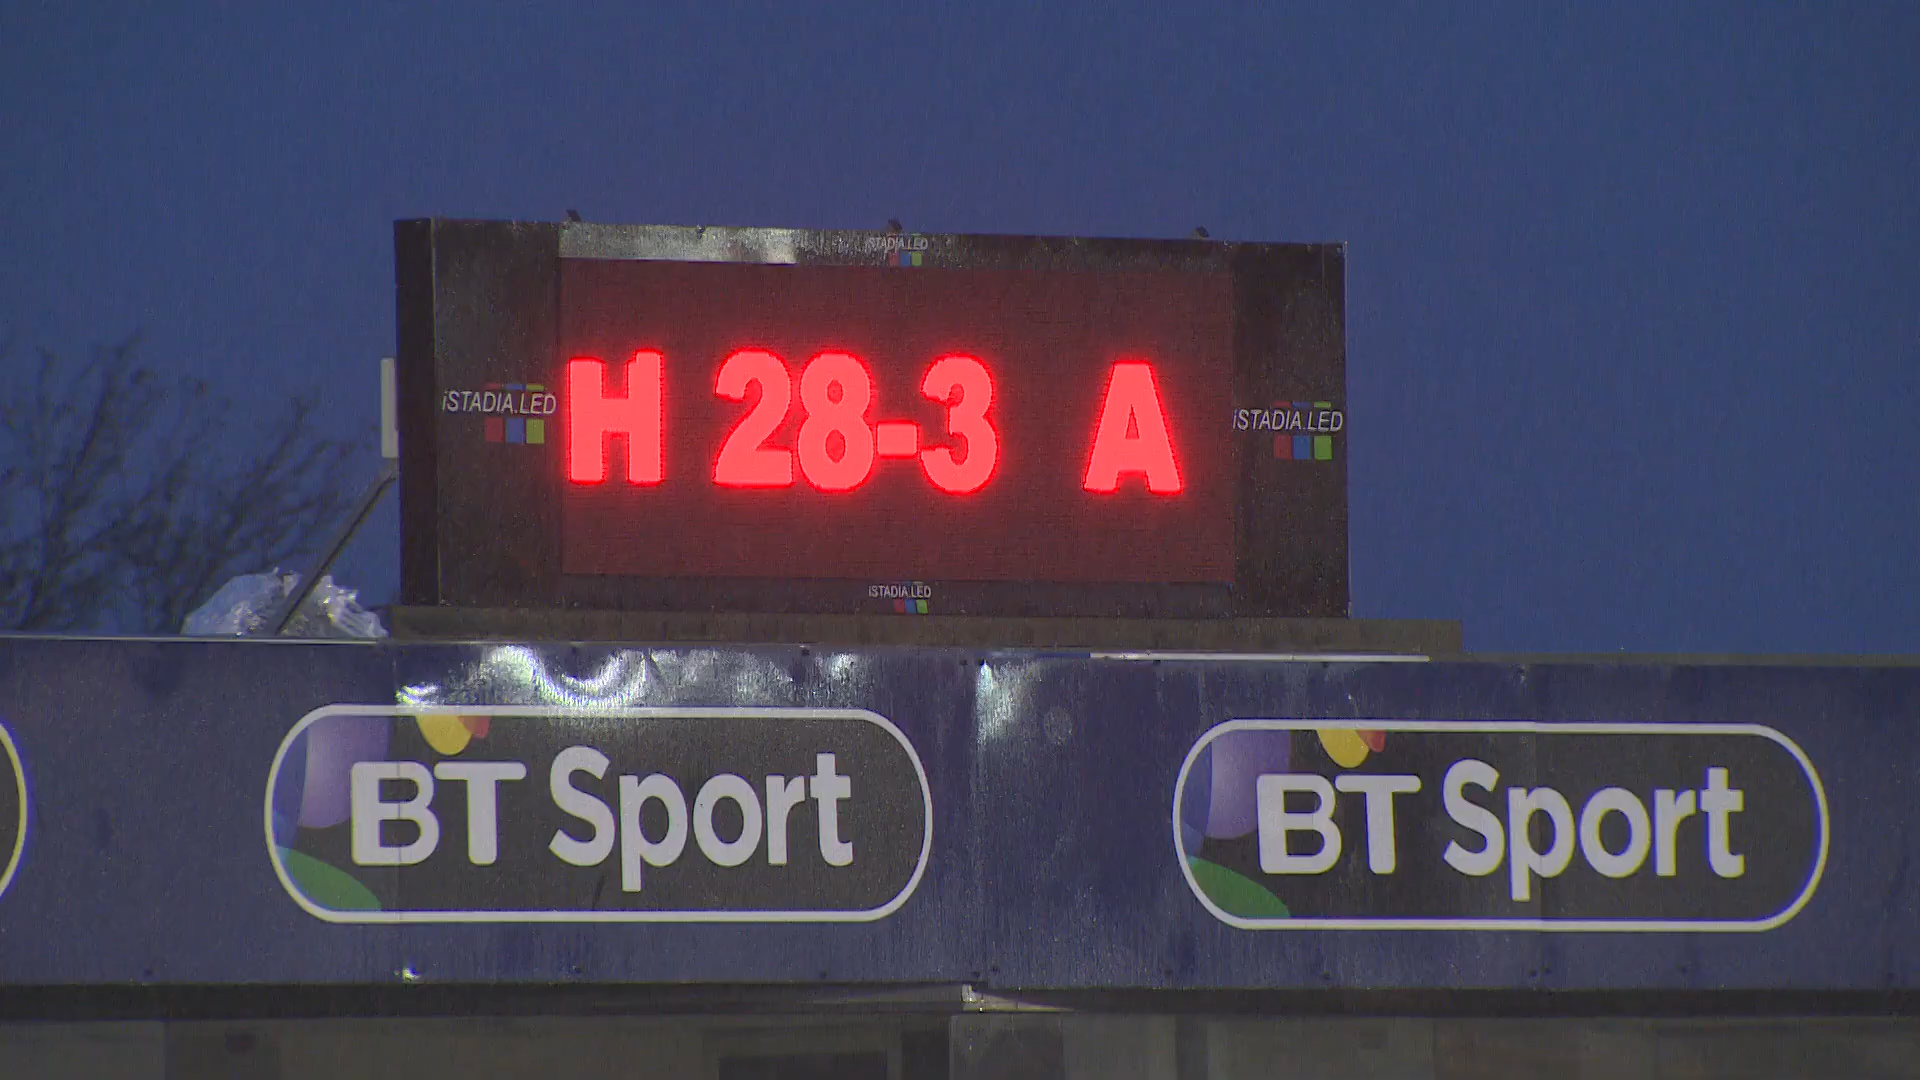 iSTADIA.LED
iSTADIA.LED
H 28-3 A
iSTADIA.LED
iSTADIA.LED
BT Sport
BT Sport